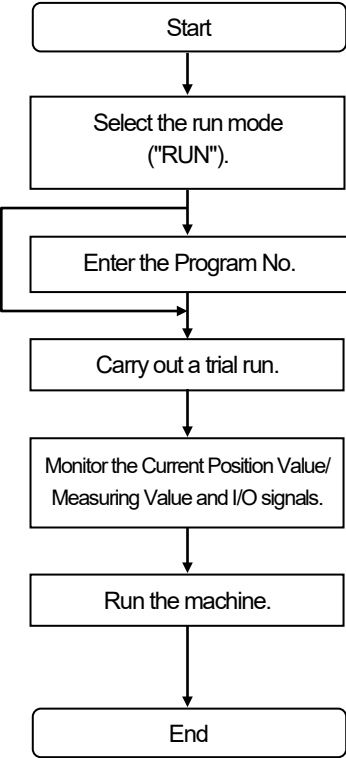 Start
Select the run mode
("RUN").
Enter the Program No.
Carry out a trial run.
Monitor the Current Position Value/
Measuring Value and I/O signals.
Run the machine.
End